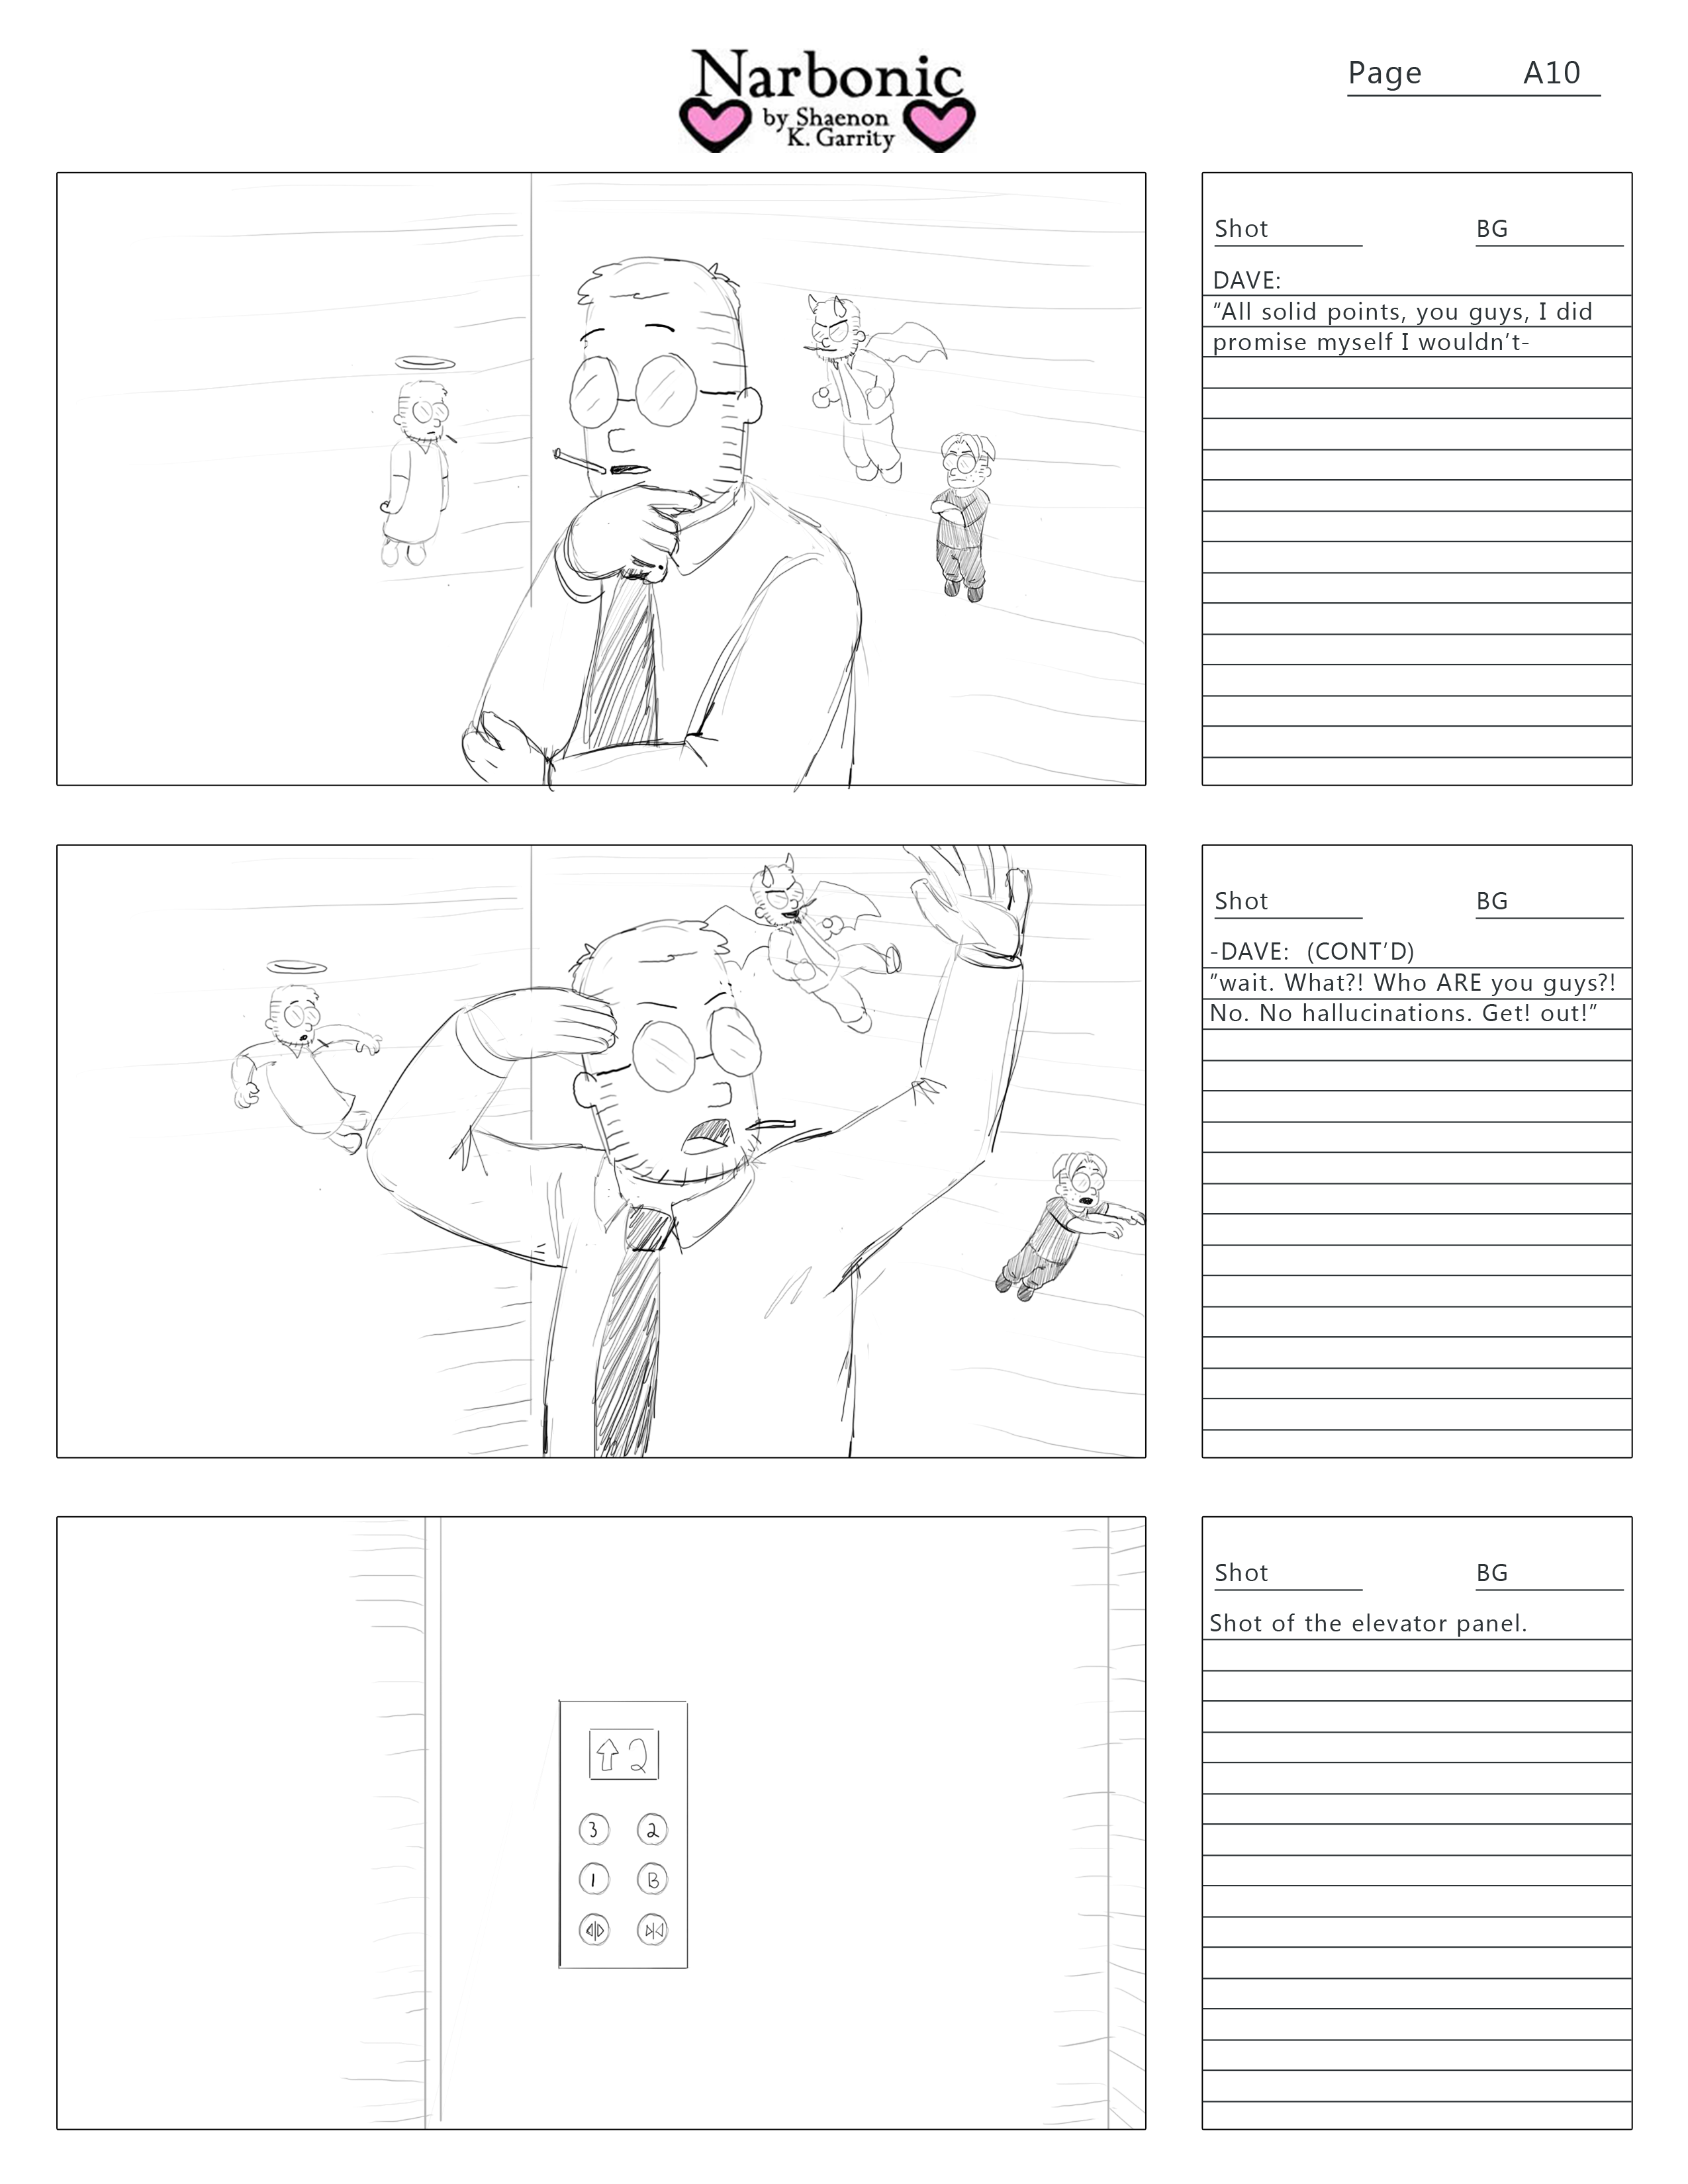 Narbonic
by Shaenon
K. Garrity
Page A10
Shot BG
DAVE:
“All solid points, you guys, I did
promise myself I wouldn’t-
Shot BG
-DAVE: (CONT’D)
“wait. What?! Who ARE you guys?!
No. No hallucinations. Get! out!”
↑ 2
3 2
1 B
Shot BG
Shot of the elevator panel.